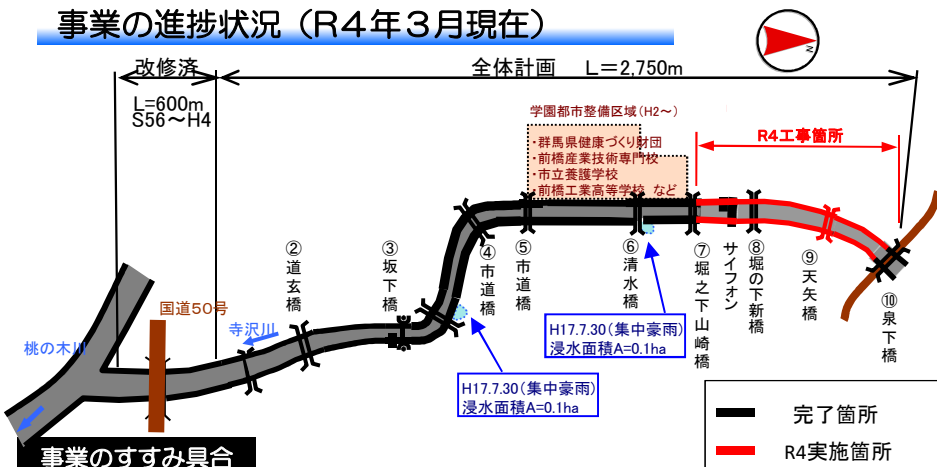 事業の進捗状況（R4年３月現在）
N
改修済
全体計画　L＝2,750m
L=600m
S56～H4
学園都市整備区域(H2～)
・群馬県健康づくり財団
・前橋産業技術専門校
・市立養護学校
・前橋工業高等学校 など
R4工事箇所
②道玄橋
③坂下橋
④市道橋
⑤市道橋
⑥清水橋
⑦堀之下山崎橋
サイフォン
⑧堀の下新橋
⑨天矢橋
⑩泉下橋
国道50号
寺沢川
桃の木川
H17.7.30(集中豪雨)
浸水面積A=0.1ha
H17.7.30(集中豪雨)
浸水面積A=0.1ha
完了箇所
R4実施箇所
事業のすすみ具合